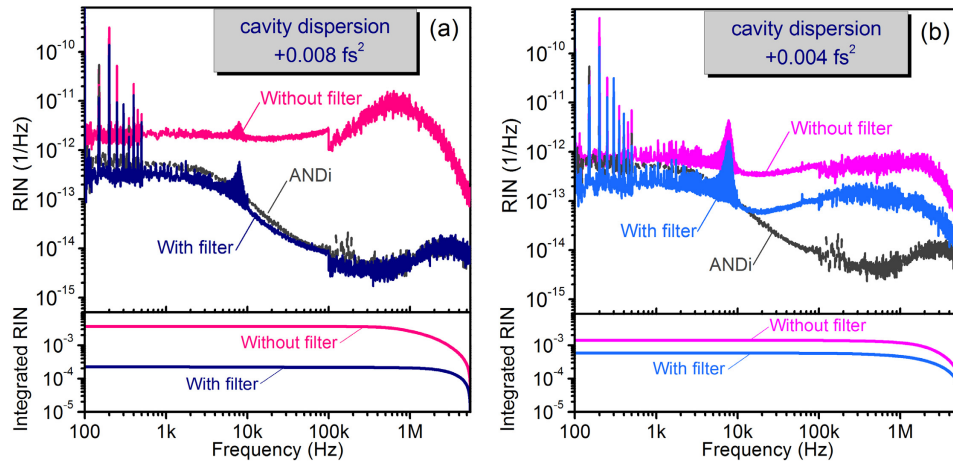 (a)
cavity dispersion
+0.008 fs²
Without filter
ANDi
With filter
RIN (1/Hz)
10⁻¹⁰
10⁻¹¹
10⁻¹²
10⁻¹³
10⁻¹⁴
10⁻¹⁵
Without filter
With filter
Integrated RIN
10⁻³
10⁻⁴
10⁻⁵
100 1k 10k 100k 1M
Frequency (Hz)
(b)
cavity dispersion
+0.004 fs²
Without filter
With filter
ANDi
RIN (1/Hz)
10⁻¹⁰
10⁻¹¹
10⁻¹²
10⁻¹³
10⁻¹⁴
10⁻¹⁵
Without filter
With filter
Integrated RIN
10⁻³
10⁻⁴
10⁻⁵
100 1k 10k 100k 1M
Frequency (Hz)